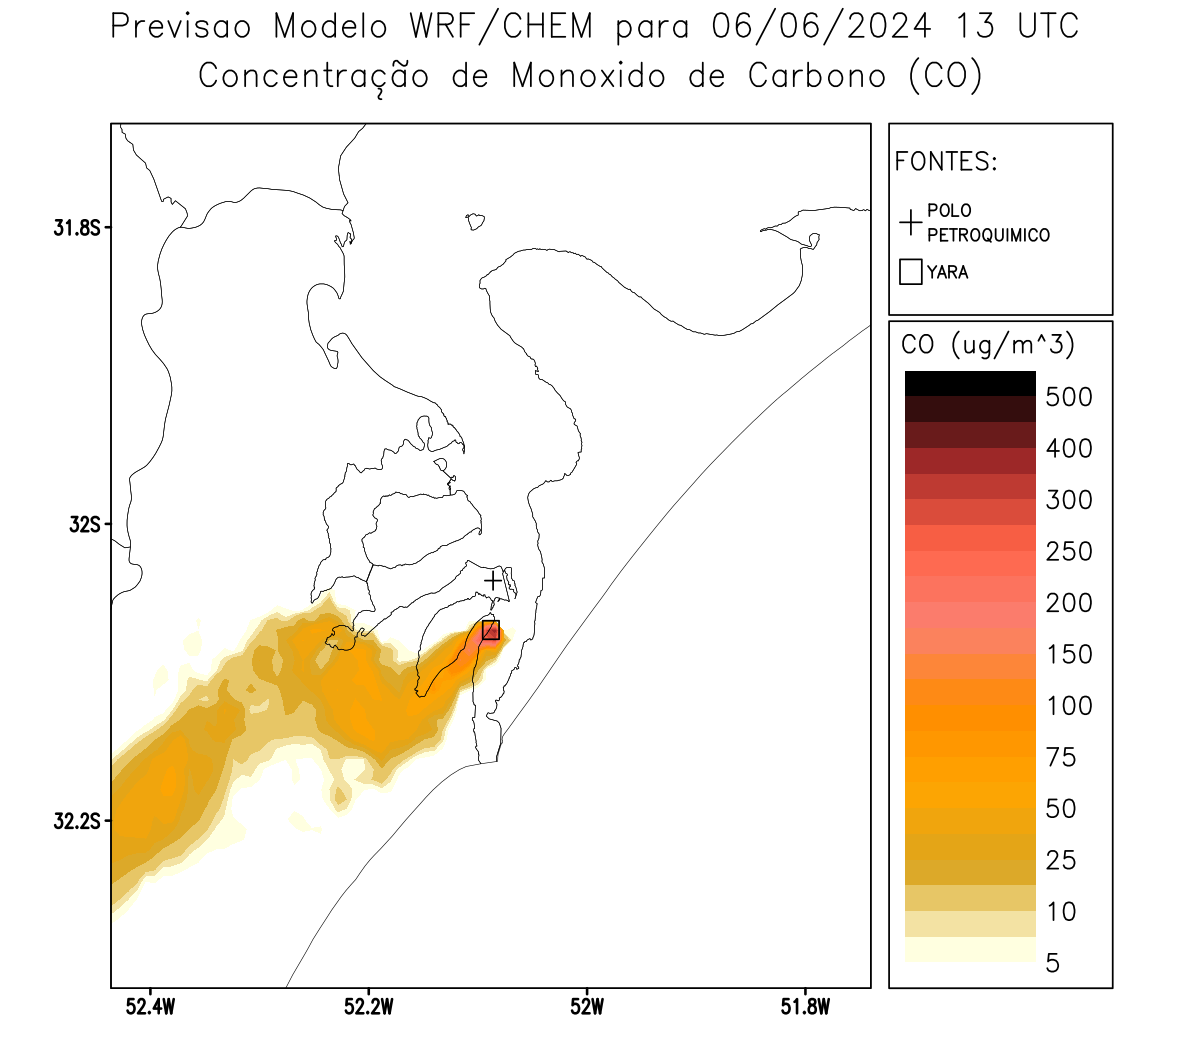 Previsao Modelo WRF/CHEM para 06/06/2024 13 UTC
Concentração de Monoxido de Carbono (CO)
FONTES:
POLO
PETROQUIMICO
YARA
CO (ug/m^3)
500
400
300
250
200
150
100
75
50
25
10
5
31.8S
32S
32.2S
52.4W
52.2W
52W
51.8W